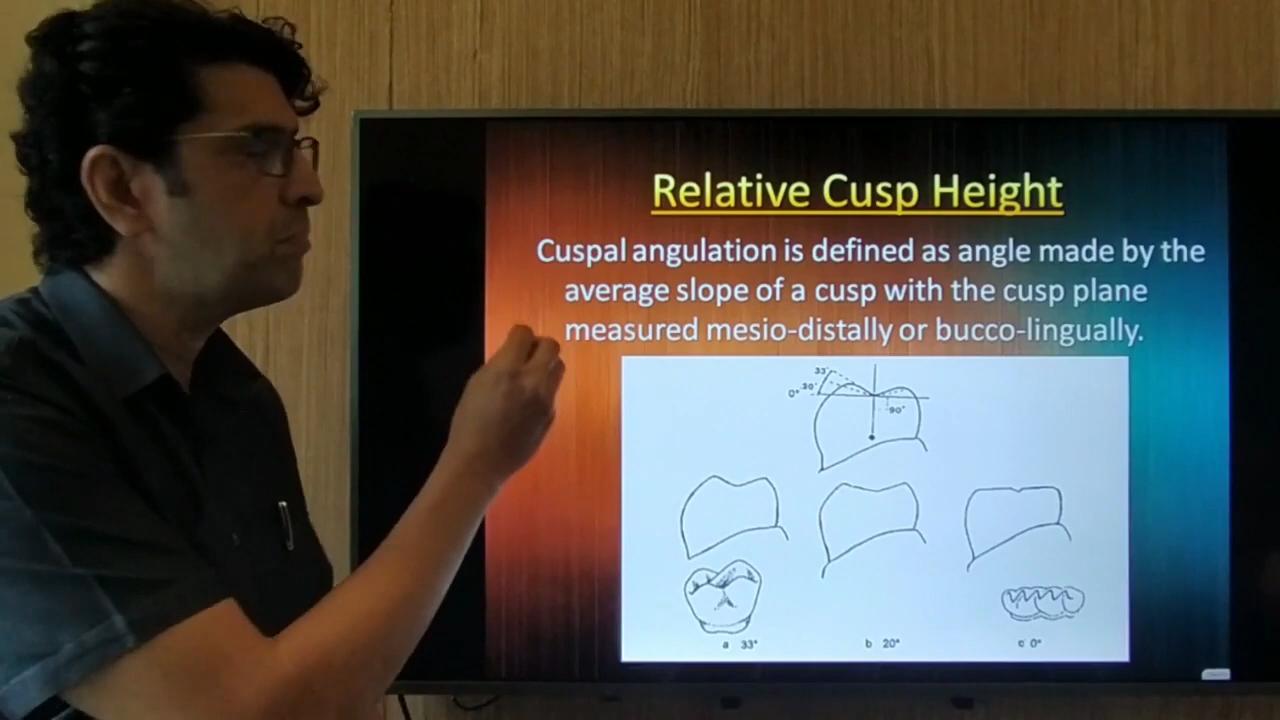 Relative Cusp Height
Cuspal angulation is defined as angle made by the
average slope of a cusp with the cusp plane
measured mesio-distally or bucco-lingually.
33°
20°
0°
90°
a 33° b 20° c 0°